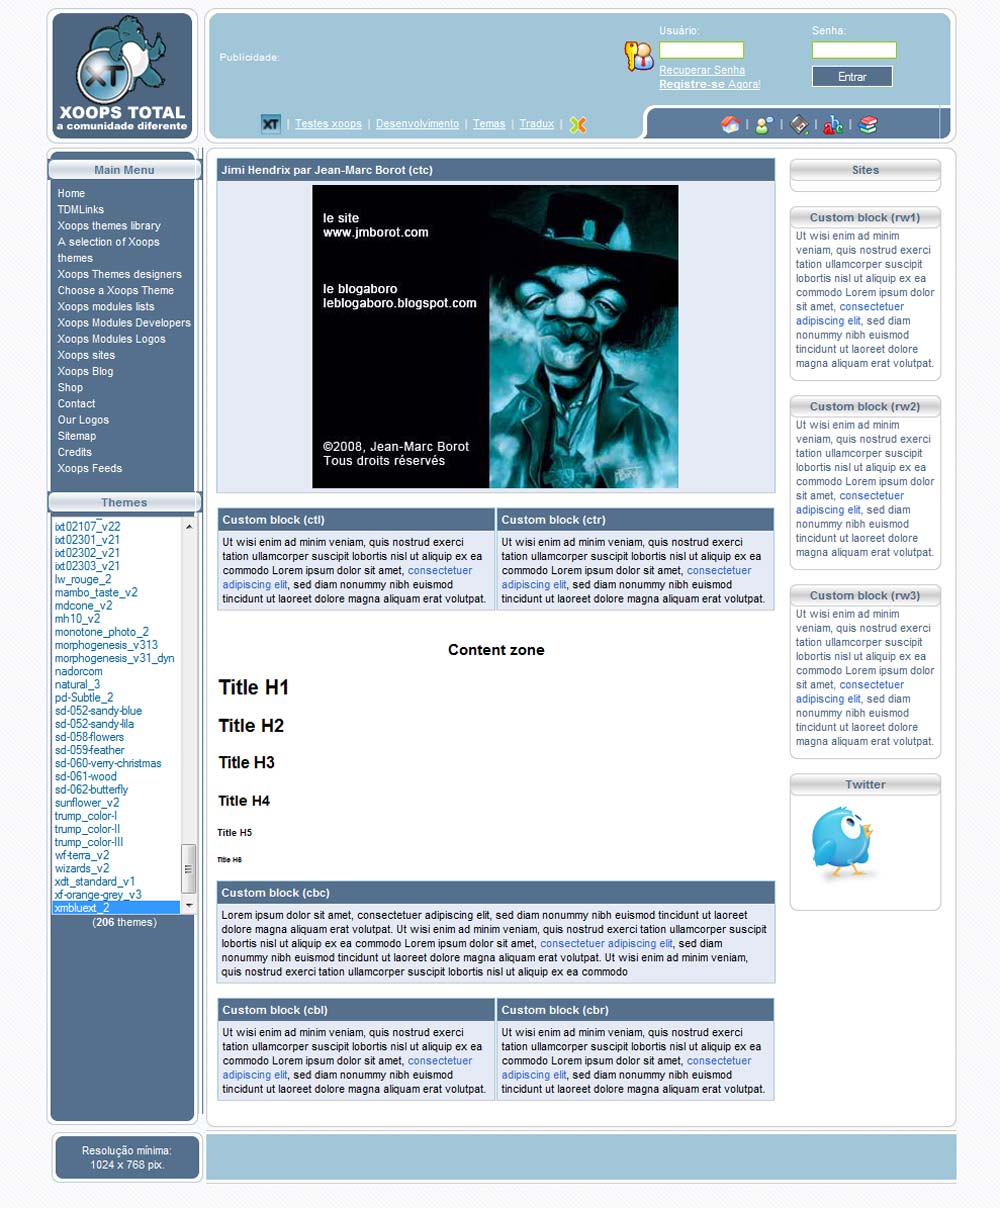 XT
XOOPS TOTAL
a comunidade diferente
Publicidade:
Usuário:
Senha:
Recuperar Senha
Registre-se Agora!
Entrar
XT | Testes xoops | Desenvolvimento | Temas | Tradux |
Main Menu
Home
TDMLinks
Xoops themes library
A selection of Xoops
themes
Xoops Themes designers
Choose a Xoops Theme
Xoops modules lists
Xoops Modules Developers
Xoops Modules Logos
Xoops sites
Xoops Blog
Shop
Contact
Our Logos
Sitemap
Credits
Xoops Feeds
Themes
ixt02107_v22
ixt02301_v21
ixt02302_v21
ixt02303_v21
lw_rouge_2
mambo_taste_v2
mdcone_v2
mh10_v2
monotone_photo_2
morphogenesis_v313
morphogenesis_v31_dyn
nadorcom
natural_3
pd-Subtle_2
sd-052-sandy-blue
sd-052-sandy-lila
sd-058-flowers
sd-059-feather
sd-060-verry-christmas
sd-061-wood
sd-062-butterfly
sunflower_v2
trump_color-I
trump_color-II
trump_color-III
wf-terra_v2
wizards_v2
xdt_standard_v1
xf-orange-grey_v3
xmbluext_2
(206 themes)
Jimi Hendrix par Jean-Marc Borot (ctc)
le site
www.jmborot.com
le blogaboro
leblogaboro.blogspot.com
©2008, Jean-Marc Borot
Tous droits réservés
Custom block (ctl)
Ut wisi enim ad minim veniam, quis nostrud exerci
tation ullamcorper suscipit lobortis nisl ut aliquip ex ea
commodo Lorem ipsum dolor sit amet, consectetuer
adipiscing elit, sed diam nonummy nibh euismod
tincidunt ut laoreet dolore magna aliquam erat volutpat.
Custom block (ctr)
Ut wisi enim ad minim veniam, quis nostrud exerci
tation ullamcorper suscipit lobortis nisl ut aliquip ex ea
commodo Lorem ipsum dolor sit amet, consectetuer
adipiscing elit, sed diam nonummy nibh euismod
tincidunt ut laoreet dolore magna aliquam erat volutpat.
Content zone
Title H1
Title H2
Title H3
Title H4
Title H5
Title H6
Custom block (cbc)
Lorem ipsum dolor sit amet, consectetuer adipiscing elit, sed diam nonummy nibh euismod tincidunt ut laoreet
dolore magna aliquam erat volutpat. Ut wisi enim ad minim veniam, quis nostrud exerci tation ullamcorper suscipit
lobortis nisl ut aliquip ex ea commodo Lorem ipsum dolor sit amet, consectetuer adipiscing elit, sed diam
nonummy nibh euismod tincidunt ut laoreet dolore magna aliquam erat volutpat. Ut wisi enim ad minim veniam,
quis nostrud exerci tation ullamcorper suscipit lobortis nisl ut aliquip ex ea commodo
Custom block (cbl)
Ut wisi enim ad minim veniam, quis nostrud exerci
tation ullamcorper suscipit lobortis nisl ut aliquip ex ea
commodo Lorem ipsum dolor sit amet, consectetuer
adipiscing elit, sed diam nonummy nibh euismod
tincidunt ut laoreet dolore magna aliquam erat volutpat.
Custom block (cbr)
Ut wisi enim ad minim veniam, quis nostrud exerci
tation ullamcorper suscipit lobortis nisl ut aliquip ex ea
commodo Lorem ipsum dolor sit amet, consectetuer
adipiscing elit, sed diam nonummy nibh euismod
tincidunt ut laoreet dolore magna aliquam erat volutpat.
Sites
Custom block (rw1)
Ut wisi enim ad minim
veniam, quis nostrud exerci
tation ullamcorper suscipit
lobortis nisl ut aliquip ex ea
commodo Lorem ipsum dolor
sit amet, consectetuer
adipiscing elit, sed diam
nonummy nibh euismod
tincidunt ut laoreet dolore
magna aliquam erat volutpat.
Custom block (rw2)
Ut wisi enim ad minim
veniam, quis nostrud exerci
tation ullamcorper suscipit
lobortis nisl ut aliquip ex ea
commodo Lorem ipsum dolor
sit amet, consectetuer
adipiscing elit, sed diam
nonummy nibh euismod
tincidunt ut laoreet dolore
magna aliquam erat volutpat.
Custom block (rw3)
Ut wisi enim ad minim
veniam, quis nostrud exerci
tation ullamcorper suscipit
lobortis nisl ut aliquip ex ea
commodo Lorem ipsum dolor
sit amet, consectetuer
adipiscing elit, sed diam
nonummy nibh euismod
tincidunt ut laoreet dolore
magna aliquam erat volutpat.
Twitter
Resolução mínima:
1024 x 768 pix.